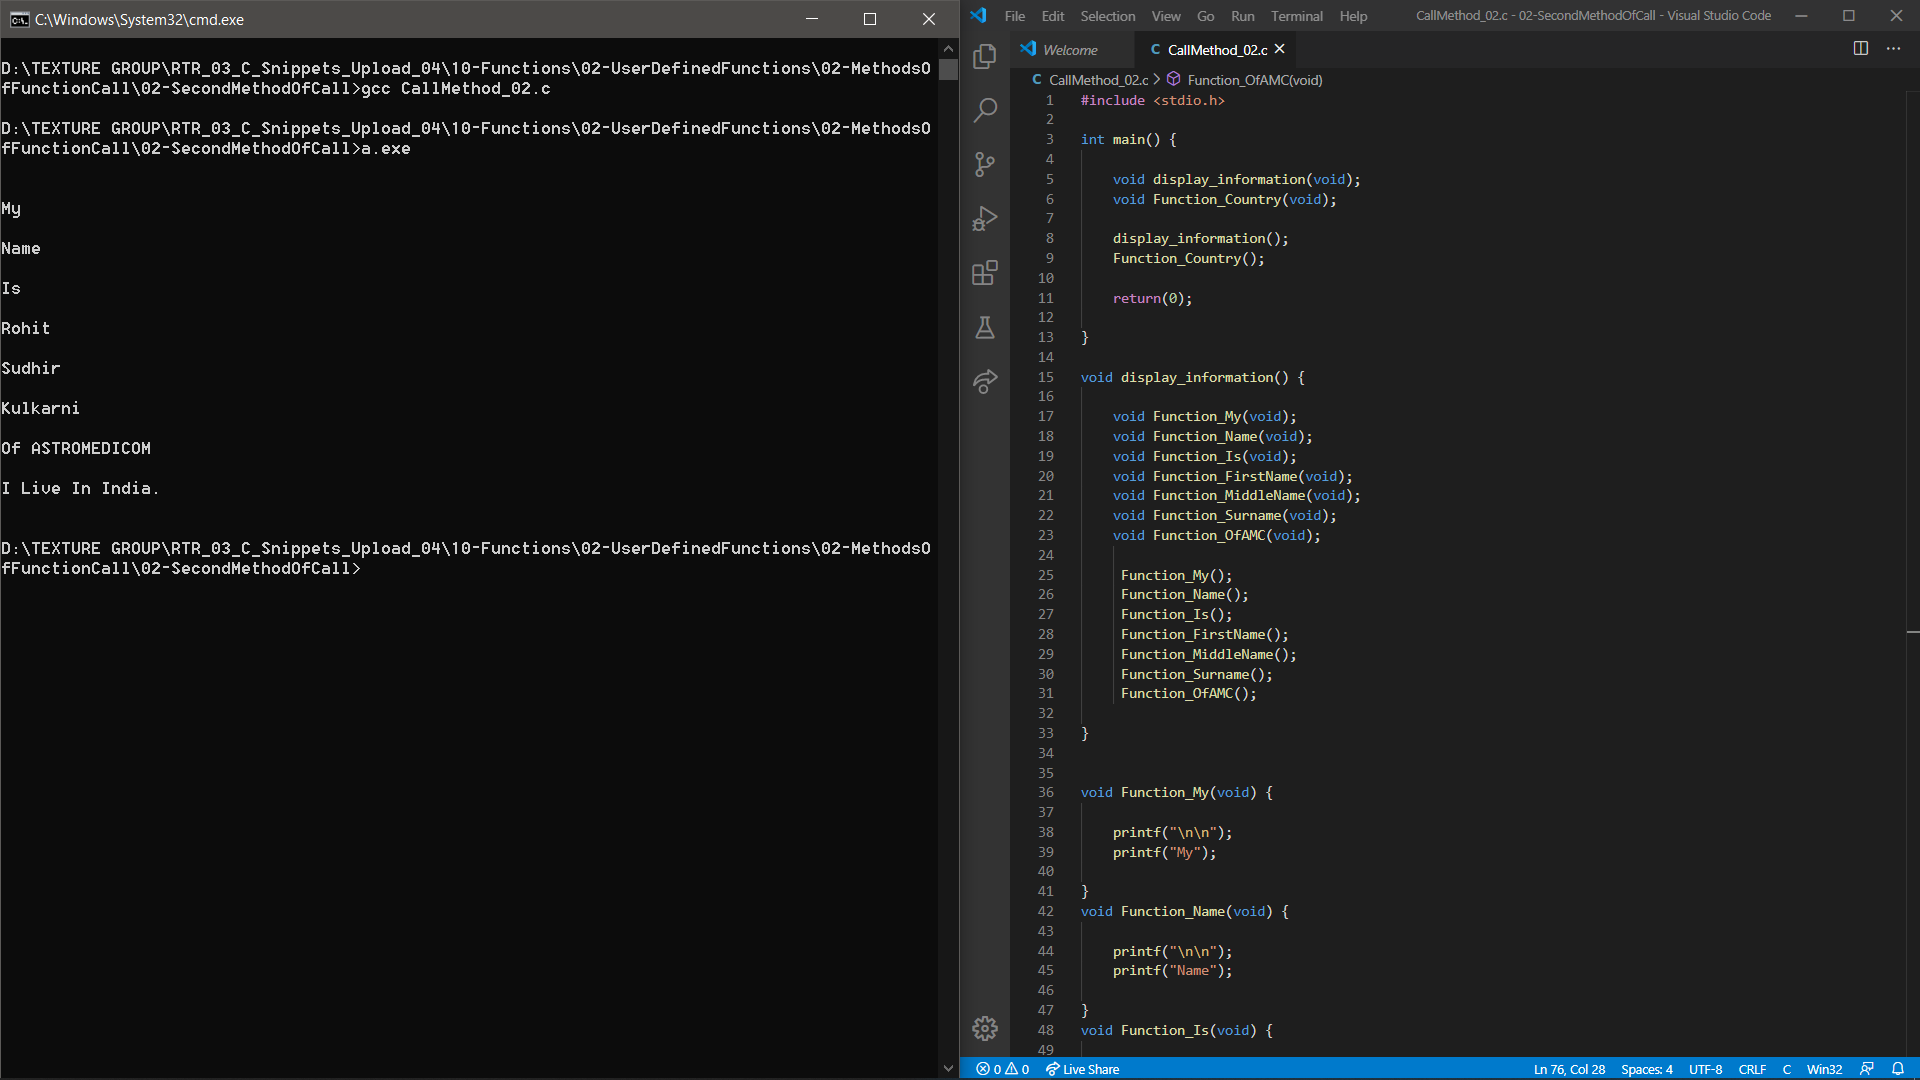 C:\Windows\System32\cmd.exe
D:\TEXTURE GROUP\RTR_03_C_Snippets_Upload_04\10-Functions\02-UserDefinedFunctions\02-MethodsO
fFunctionCall\02-SecondMethodOfCall>gcc CallMethod_02.c
D:\TEXTURE GROUP\RTR_03_C_Snippets_Upload_04\10-Functions\02-UserDefinedFunctions\02-MethodsO
fFunctionCall\02-SecondMethodOfCall>a.exe
My
Name
Is
Rohit
Sudhir
Kulkarni
Of ASTROMEDICOM
I Live In India.
D:\TEXTURE GROUP\RTR_03_C_Snippets_Upload_04\10-Functions\02-UserDefinedFunctions\02-MethodsO
fFunctionCall\02-SecondMethodOfCall>
File Edit Selection View Go Run Terminal Help CallMethod_02.c - 02-SecondMethodOfCall - Visual Studio Code
Welcome C CallMethod_02.c
C CallMethod_02.c > Function_OfAMC(void)
1 #include <stdio.h>
2
3 int main() {
4
5 void display_information(void);
6 void Function_Country(void);
7
8 display_information();
9 Function_Country();
10
11 return(0);
12
13 }
14
15 void display_information() {
16
17 void Function_My(void);
18 void Function_Name(void);
19 void Function_Is(void);
20 void Function_FirstName(void);
21 void Function_MiddleName(void);
22 void Function_Surname(void);
23 void Function_OfAMC(void);
24
25 Function_My();
26 Function_Name();
27 Function_Is();
28 Function_FirstName();
29 Function_MiddleName();
30 Function_Surname();
31 Function_OfAMC();
32
33 }
34
35
36 void Function_My(void) {
37
38 printf("\n\n");
39 printf("My");
40
41 }
42 void Function_Name(void) {
43
44 printf("\n\n");
45 printf("Name");
46
47 }
48 void Function_Is(void) {
49
0 0 Live Share Ln 76, Col 28 Spaces: 4 UTF-8 CRLF C Win32